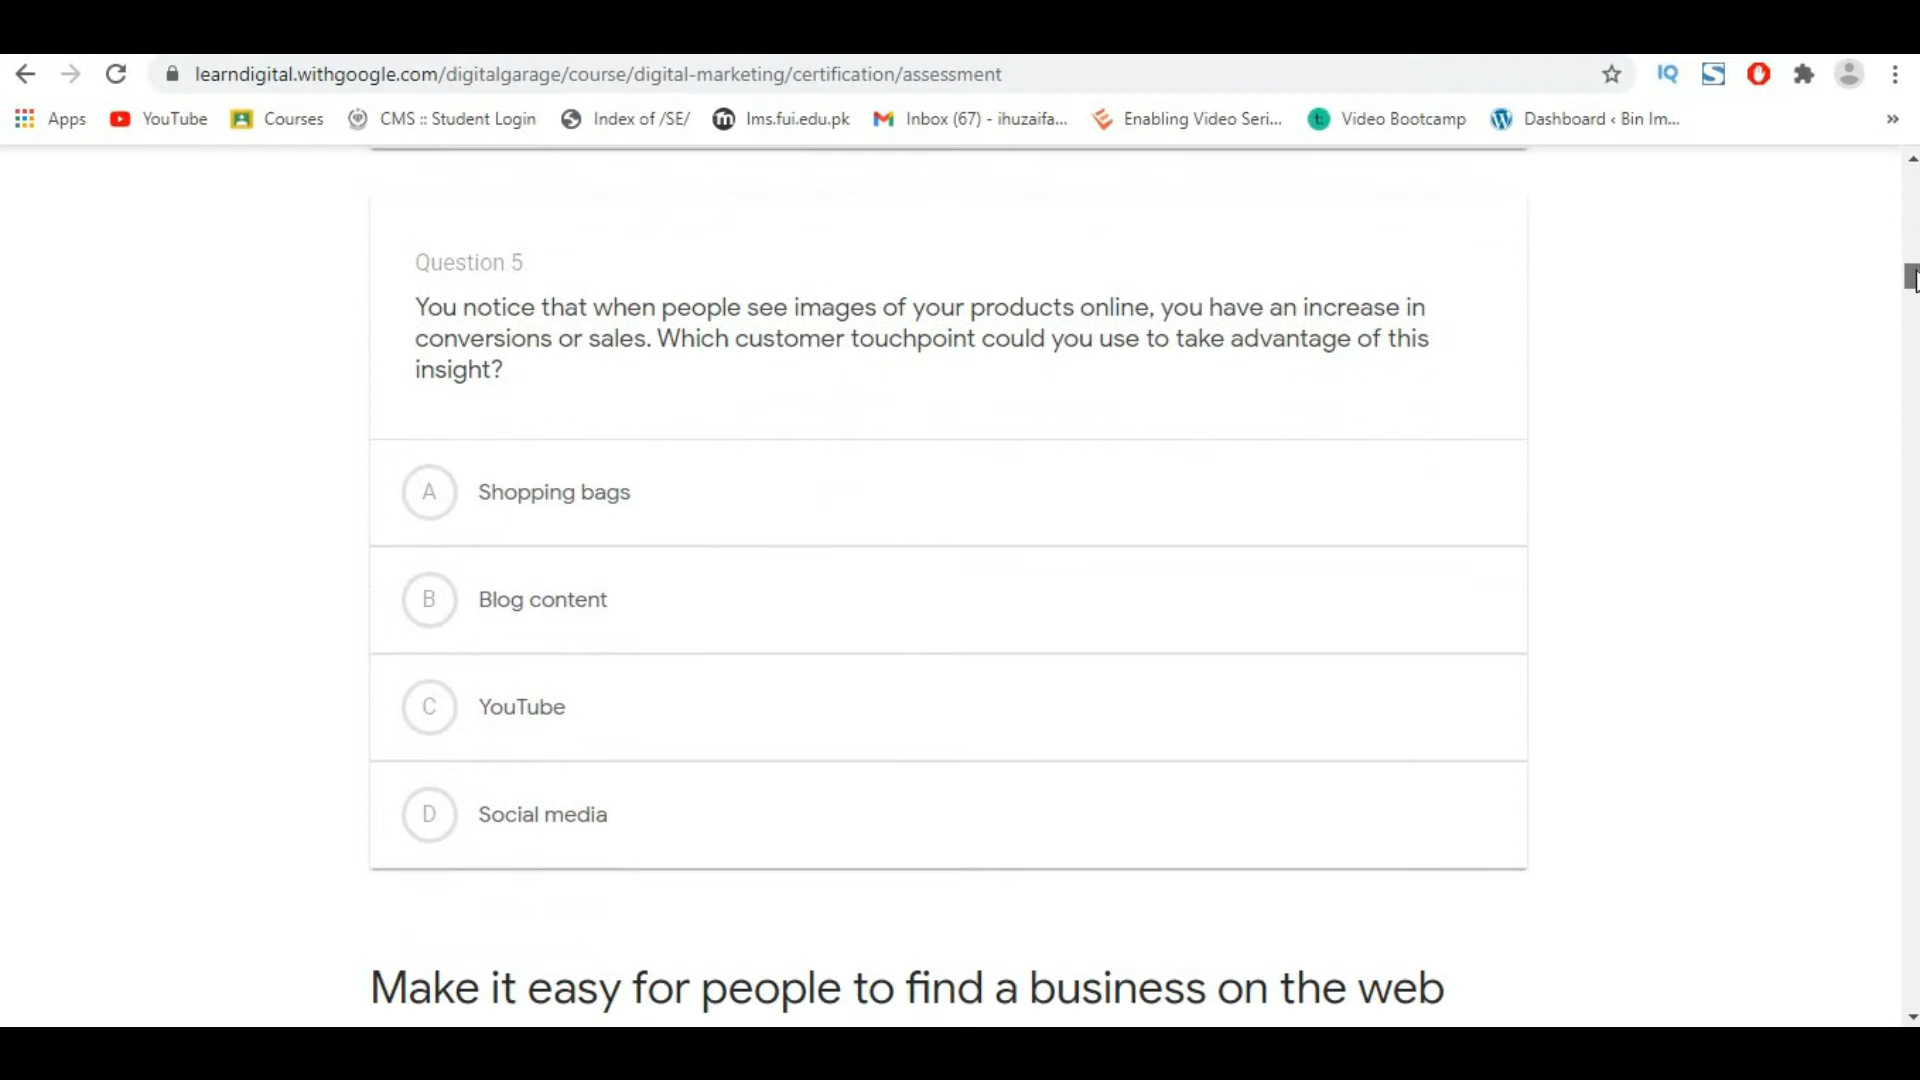 learndigital.withgoogle.com/digitalgarage/course/digital-marketing/certification/assessment
IQ
Apps YouTube Courses CMS :: Student Login Index of /SE/ lms.fui.edu.pk Inbox (67) - ihuzaifa... Enabling Video Seri... Video Bootcamp Dashboard ‹ Bin Im... »
Question 5
You notice that when people see images of your products online, you have an increase in
conversions or sales. Which customer touchpoint could you use to take advantage of this
insight?
A Shopping bags
B Blog content
C YouTube
D Social media
Make it easy for people to find a business on the web